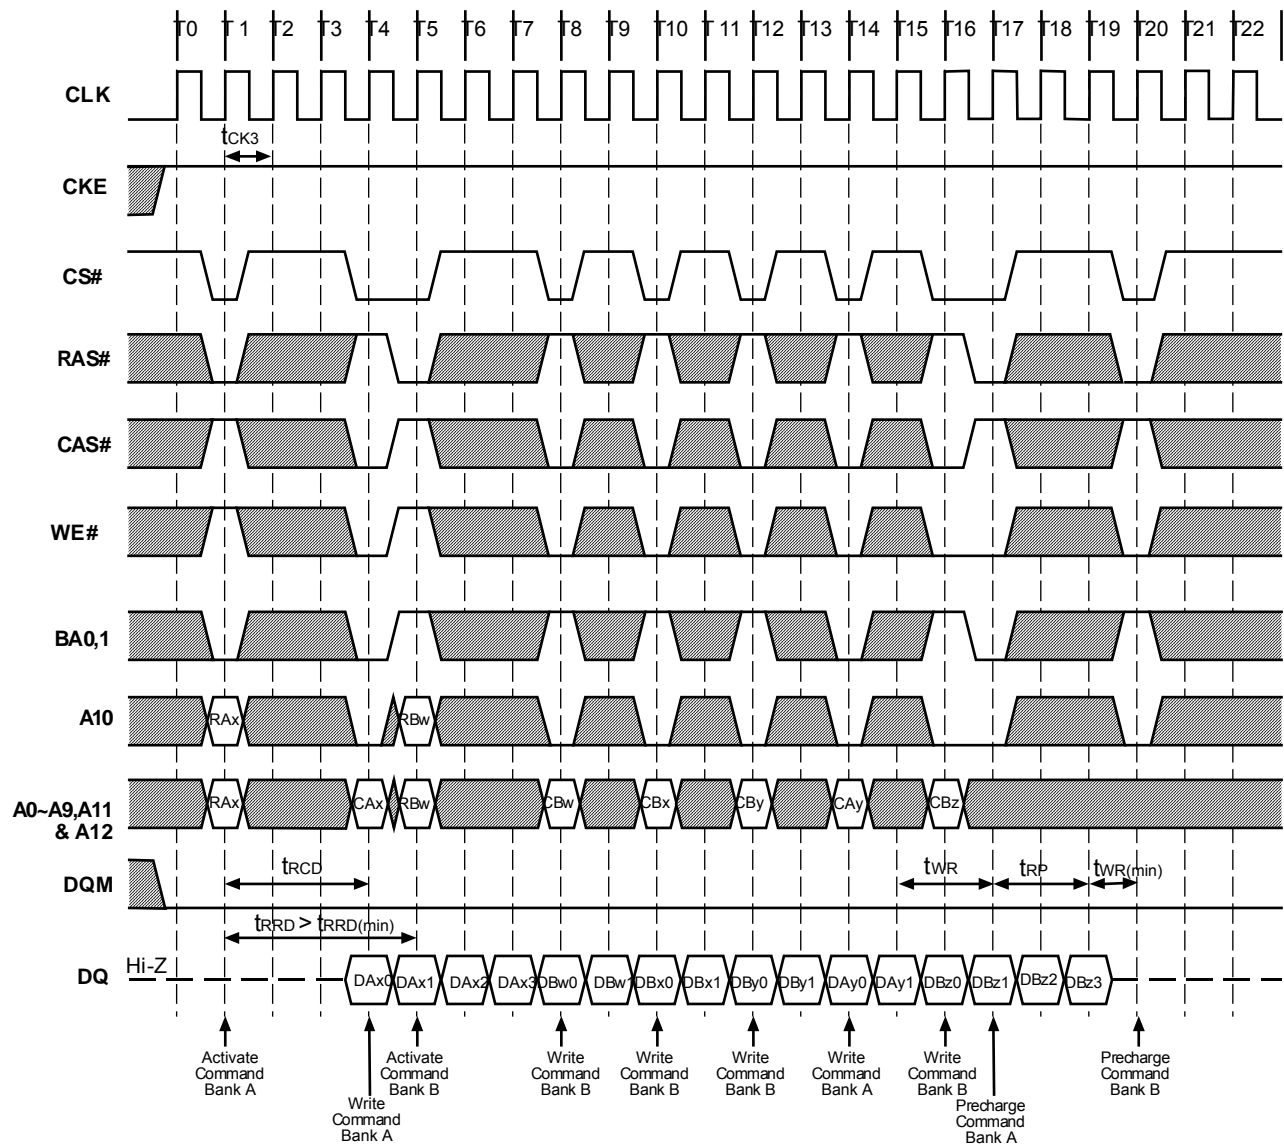 T0 T 1 T2 T3 T4 T5 T6 T7 T8 T9 T10 T 11 T12 T13 T14 T15 T16 T17 T18 T19 T20 T21 T22
CLK
tCK3
CKE
CS#
RAS#
CAS#
WE#
BA0,1
A10
RAx RBw
A0~A9,A11
& A12
RAx CAx RBw CBw CBx CBy CAy CBz
DQM
tRCD tWR tRP tWR(min)
tRRD > tRRD(min)
DQ
Hi-Z
DAx0 DAx1 DAx2 DAx3 DBw0 DBw1 DBx0 DBx1 DBy0 DBy1 DAy0 DAy1 DBz0 DBz1 DBz2 DBz3
Activate
Command
Bank A
Write
Command
Bank A
Activate
Command
Bank B
Write
Command
Bank B
Write
Command
Bank B
Write
Command
Bank B
Write
Command
Bank A
Write
Command
Bank B
Precharge
Command
Bank A
Precharge
Command
Bank B